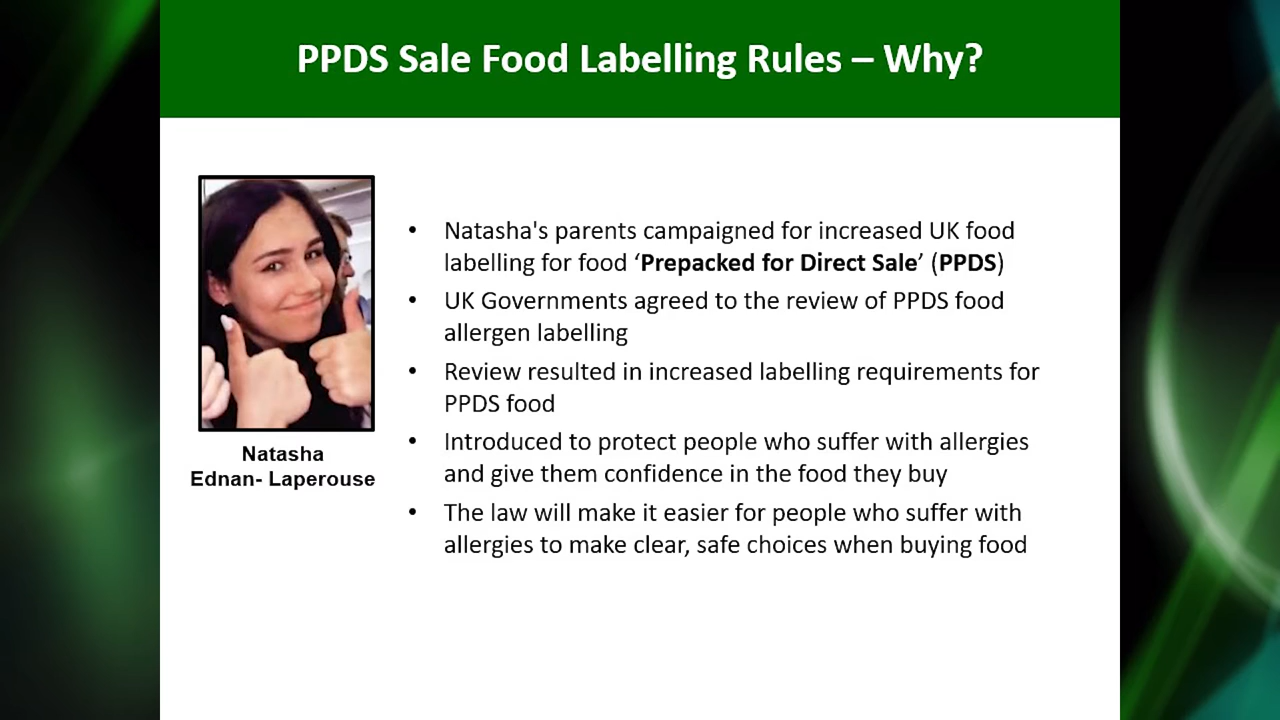 PPDS Sale Food Labelling Rules – Why?
Natasha
Ednan- Laperouse
• Natasha's parents campaigned for increased UK food
labelling for food ‘Prepacked for Direct Sale’ (PPDS)
• UK Governments agreed to the review of PPDS food
allergen labelling
• Review resulted in increased labelling requirements for
PPDS food
• Introduced to protect people who suffer with allergies
and give them confidence in the food they buy
• The law will make it easier for people who suffer with
allergies to make clear, safe choices when buying food